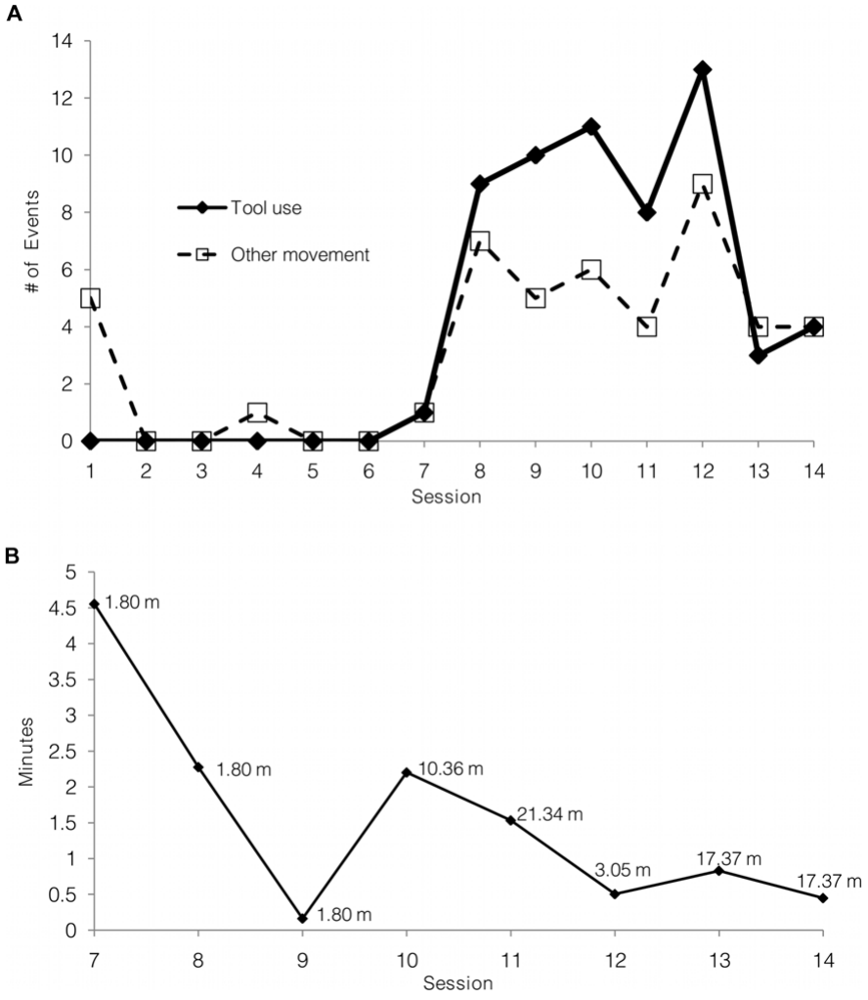 A
14
12
10
8
6
4
2
0
# of Events
Tool use
Other movement
1 2 3 4 5 6 7 8 9 10 11 12 13 14
Session
B
5
4.5
4
3.5
3
2.5
2
1.5
1
0.5
0
Minutes
1.80 m
1.80 m
1.80 m
10.36 m
21.34 m
3.05 m
17.37 m
17.37 m
7 8 9 10 11 12 13 14
Session